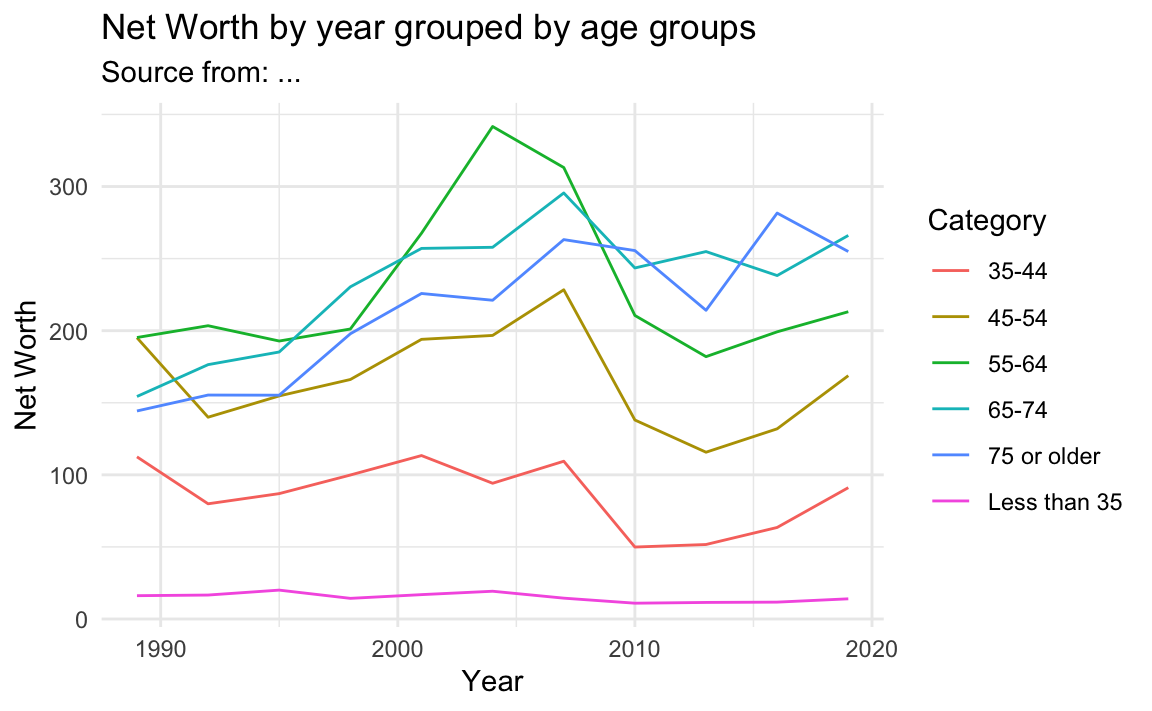 Net Worth by year grouped by age groups
Source from: ...
300
200
100
0
Net Worth
1990 2000 2010 2020
Year
Category
35-44
45-54
55-64
65-74
75 or older
Less than 35